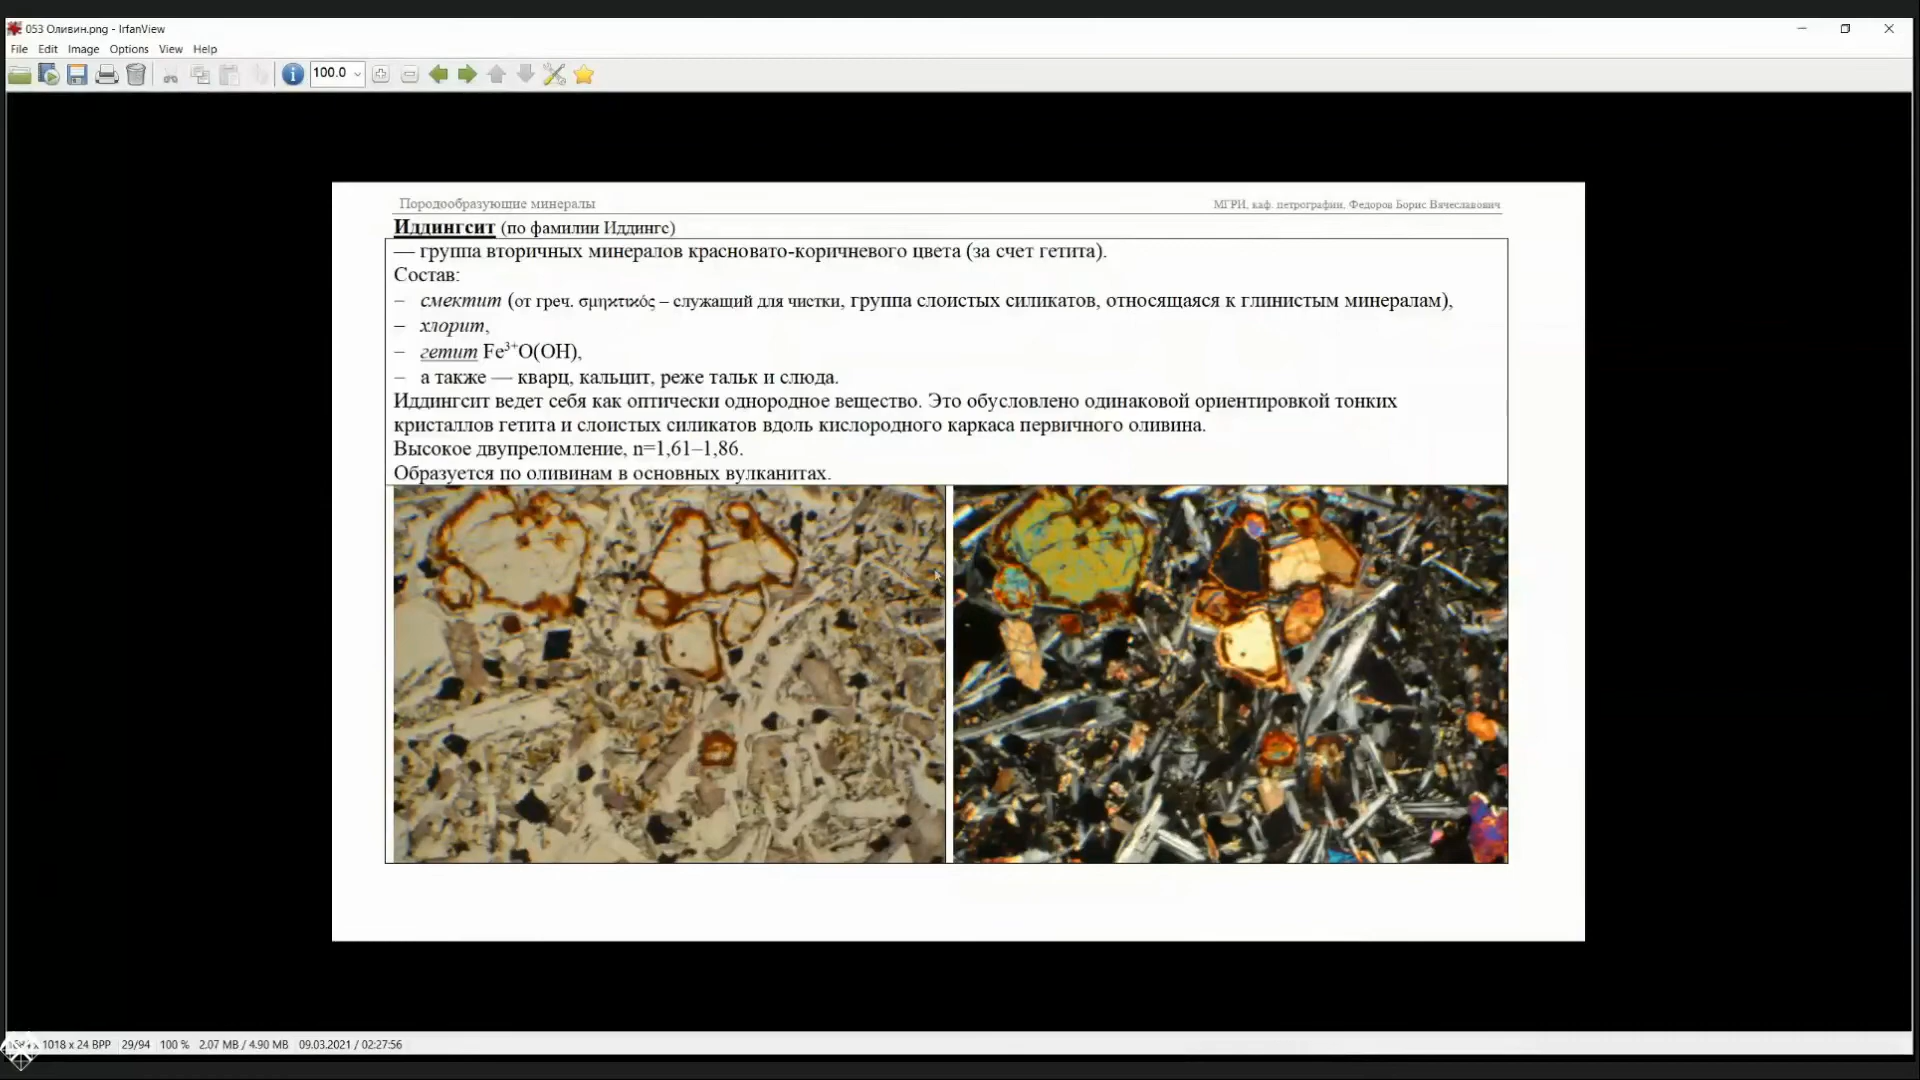 053 Оливин.png - IrfanView
File Edit Image Options View Help
100.0
Породообразующие минералы
МГРИ, каф. петрографии, Федоров Борис Вячеславович
Иддингсит (по фамилии Иддингс)
— группа вторичных минералов красновато-коричневого цвета (за счет гетита).
Состав:
– смектит (от греч. σμηκτικός – служащий для чистки, группа слоистых силикатов, относящаяся к глинистым минералам),
– хлорит,
– гетит Fe³⁺O(OH),
– а также — кварц, кальцит, реже тальк и слюда.
Иддингсит ведет себя как оптически однородное вещество. Это обусловлено одинаковой ориентировкой тонких
кристаллов гетита и слоистых силикатов вдоль кислородного каркаса первичного оливина.
Высокое двупреломление, n=1,61–1,86.
Образуется по оливинам в основных вулканитах.
x 1018 x 24 BPP 29/94 100 % 2.07 MB / 4.90 MB 09.03.2021 / 02:27:56